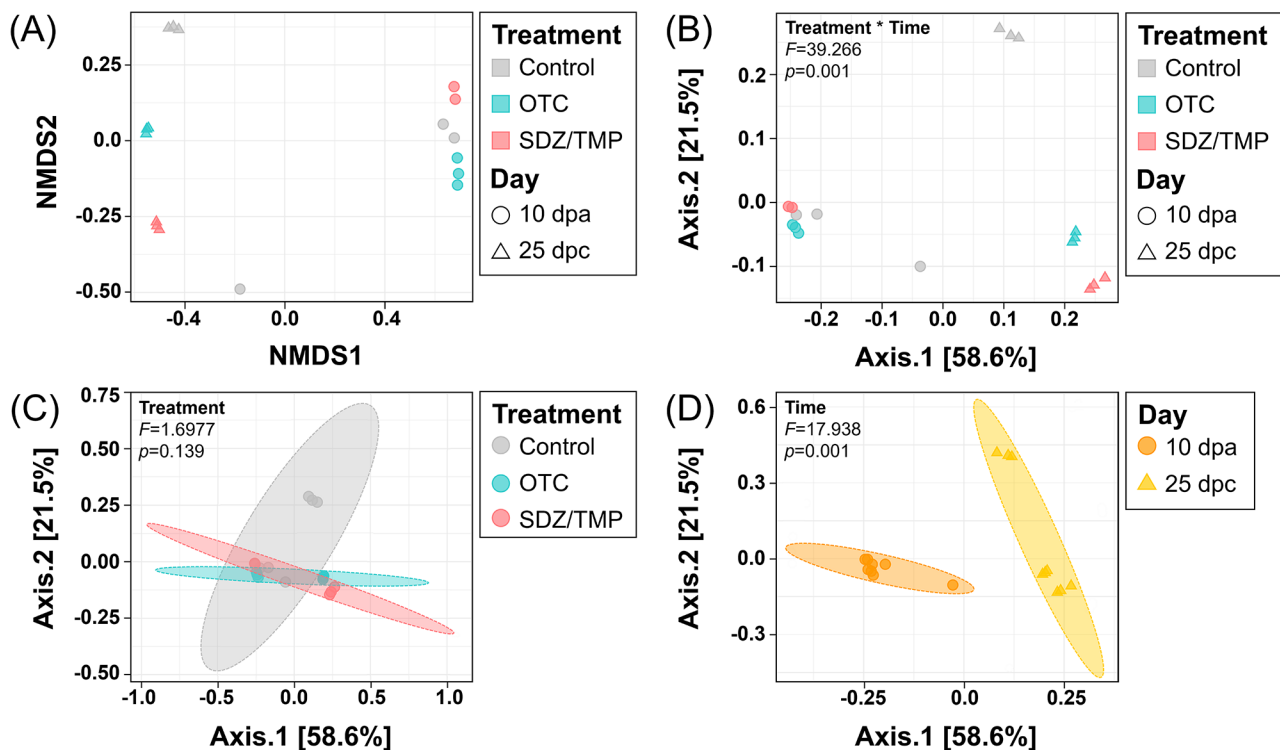 (A)
NMDS2
0.25
0.0
-0.25
-0.50
-0.4
0.0
0.4
NMDS1
Treatment
Control
OTC
SDZ/TMP
Day
10 dpa
25 dpc
(B)
Axis.2 [21.5%]
Treatment * Time
F=39.266
p=0.001
0.2
0.1
0.0
-0.1
-0.2
-0.1
0.0
0.1
0.2
Axis.1 [58.6%]
Treatment
Control
OTC
SDZ/TMP
Day
10 dpa
25 dpc
(C)
Axis.2 [21.5%]
Treatment
F=1.6977
p=0.139
0.75
0.50
0.25
0.00
-0.25
-0.50
-1.0
-0.5
0.0
0.5
1.0
Axis.1 [58.6%]
Treatment
Control
OTC
SDZ/TMP
(D)
Axis.2 [21.5%]
Time
F=17.938
p=0.001
0.6
0.3
0.0
-0.3
-0.25
0.0
0.25
Axis.1 [58.6%]
Day
10 dpa
25 dpc